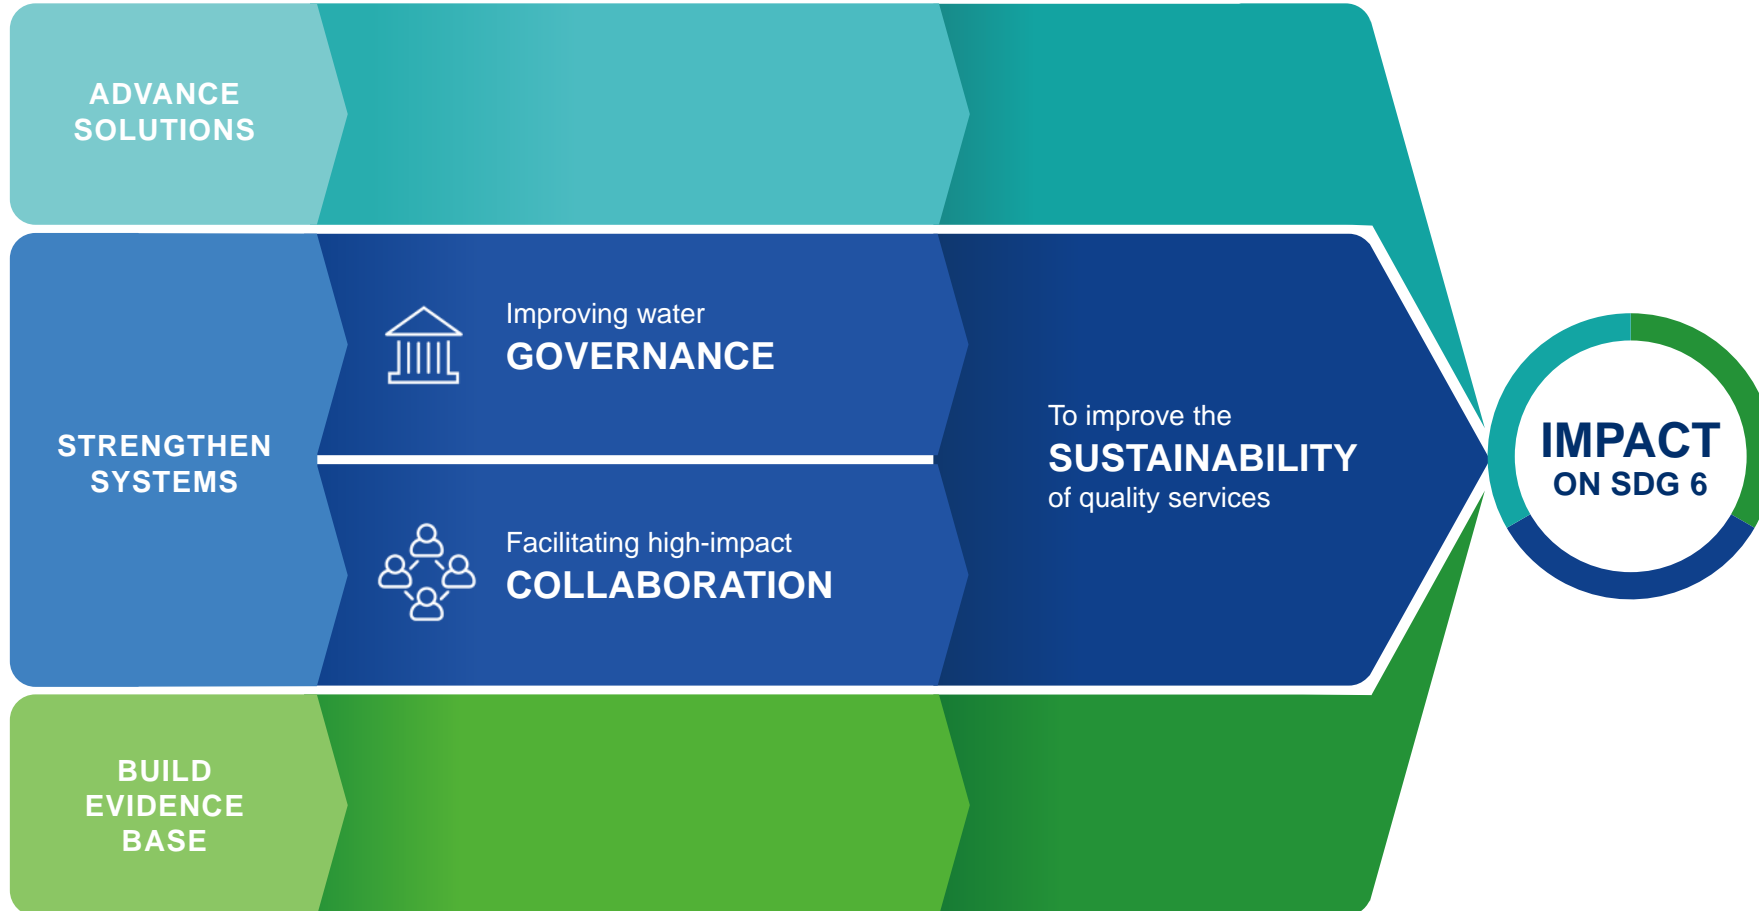 ADVANCE
SOLUTIONS
STRENGTHEN
SYSTEMS
Improving water
GOVERNANCE
Facilitating high-impact
COLLABORATION
To improve the
SUSTAINABILITY
of quality services
BUILD
EVIDENCE
BASE
IMPACT
ON SDG 6